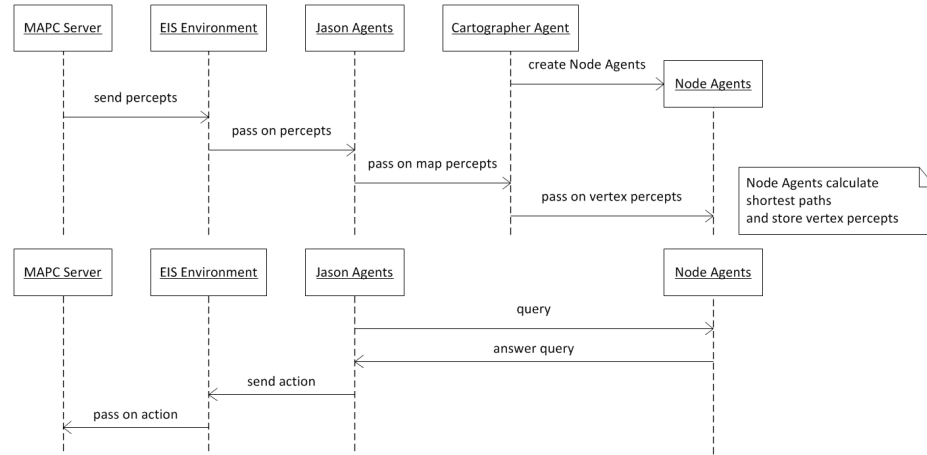 MAPC Server
EIS Environment
Jason Agents
Cartographer Agent
create Node Agents
Node Agents
send percepts
pass on percepts
pass on map percepts
pass on vertex percepts
Node Agents calculate
shortest paths
and store vertex percepts
MAPC Server
EIS Environment
Jason Agents
Node Agents
query
answer query
send action
pass on action